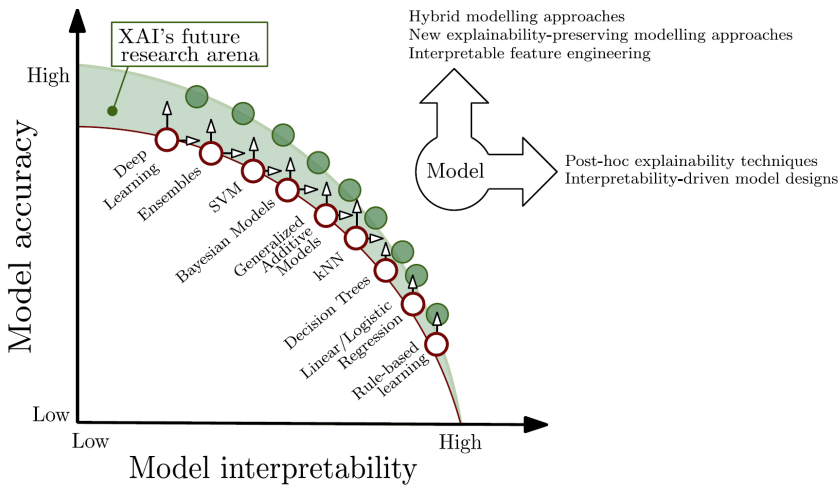 Hybrid modelling approaches
New explainability-preserving modelling approaches
Interpretable feature engineering
XAI's future
research arena
High
Model
Post-hoc explainability techniques
Interpretability-driven model designs
Model accuracy
Deep
Learning
Ensembles
SVM
Bayesian Models
Generalized
Additive
Models
kNN
Decision Trees
Linear/Logistic
Regression
Rule-based
learning
Low
Low
High
Model interpretability